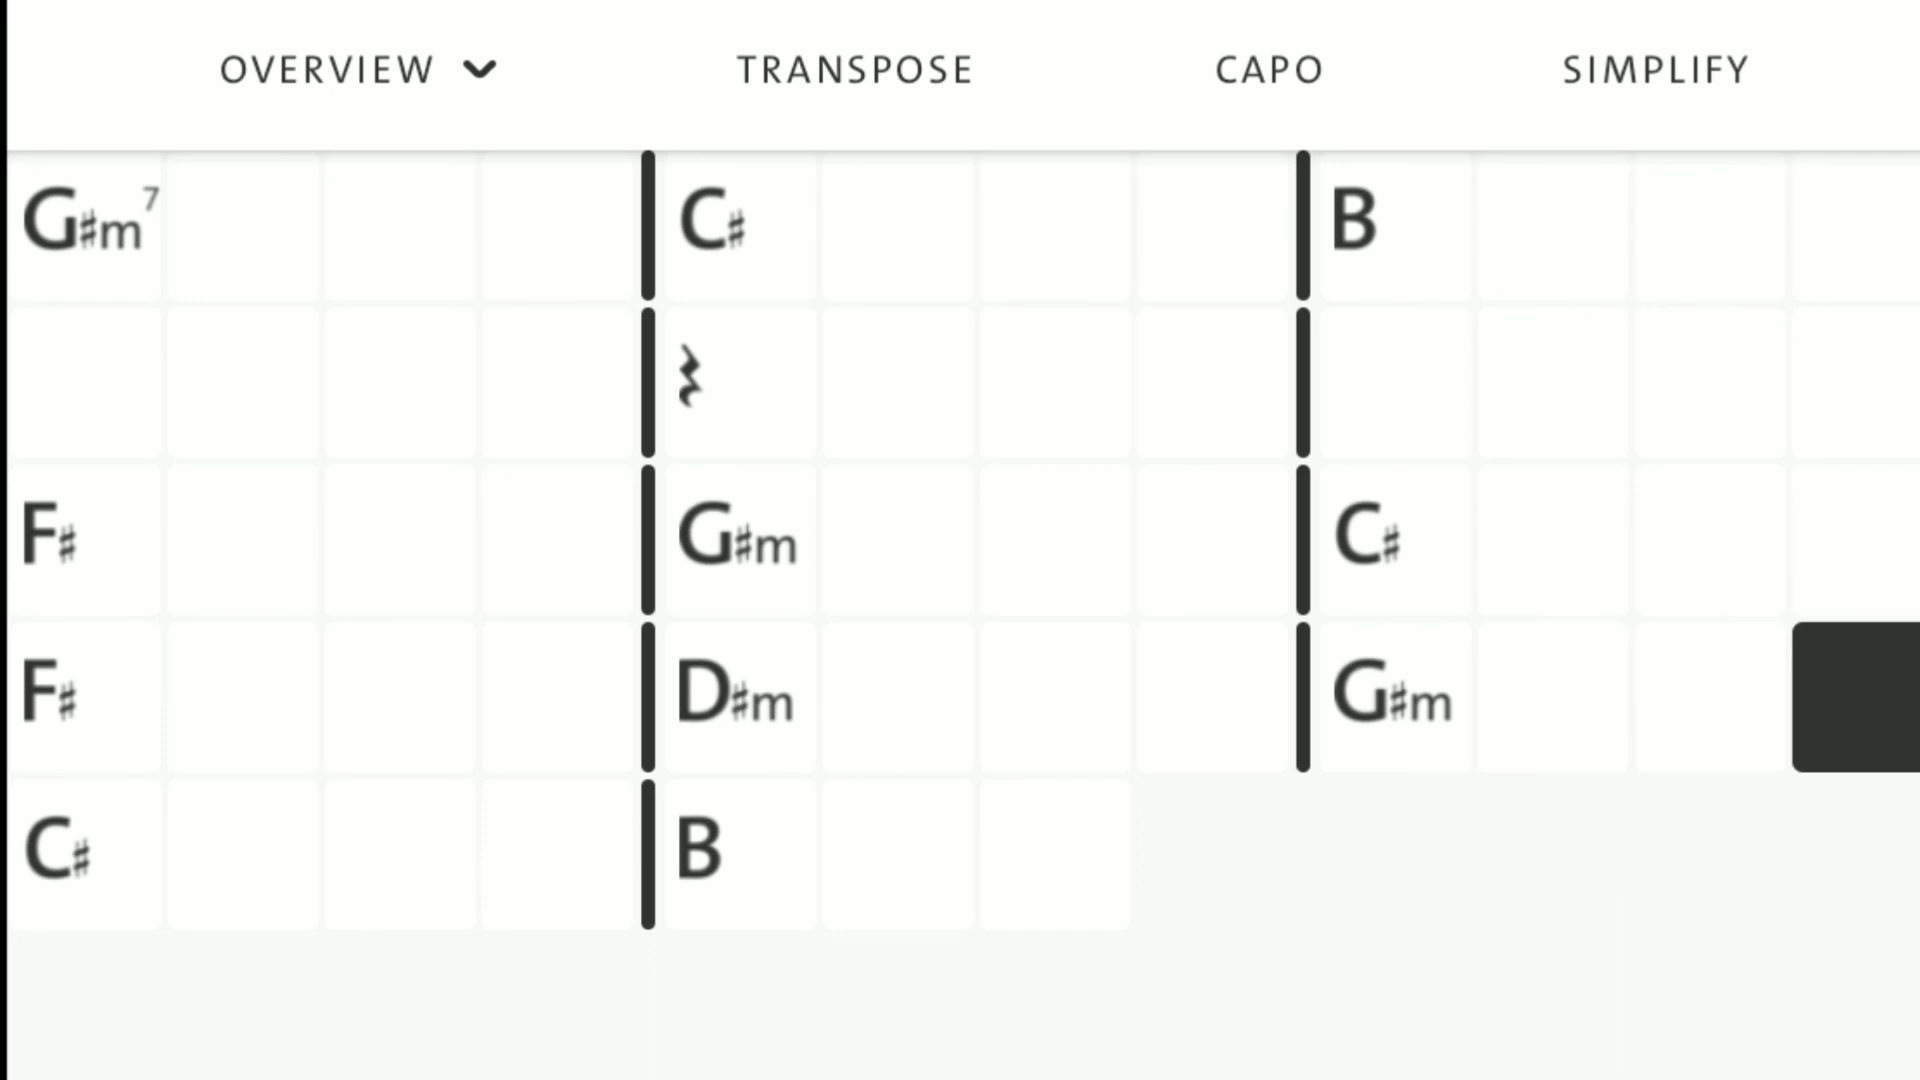 OVERVIEW TRANSPOSE CAPO SIMPLIFY
G♯m7 C♯ B
F♯ G♯m C♯
F♯ D♯m G♯m
C♯ B